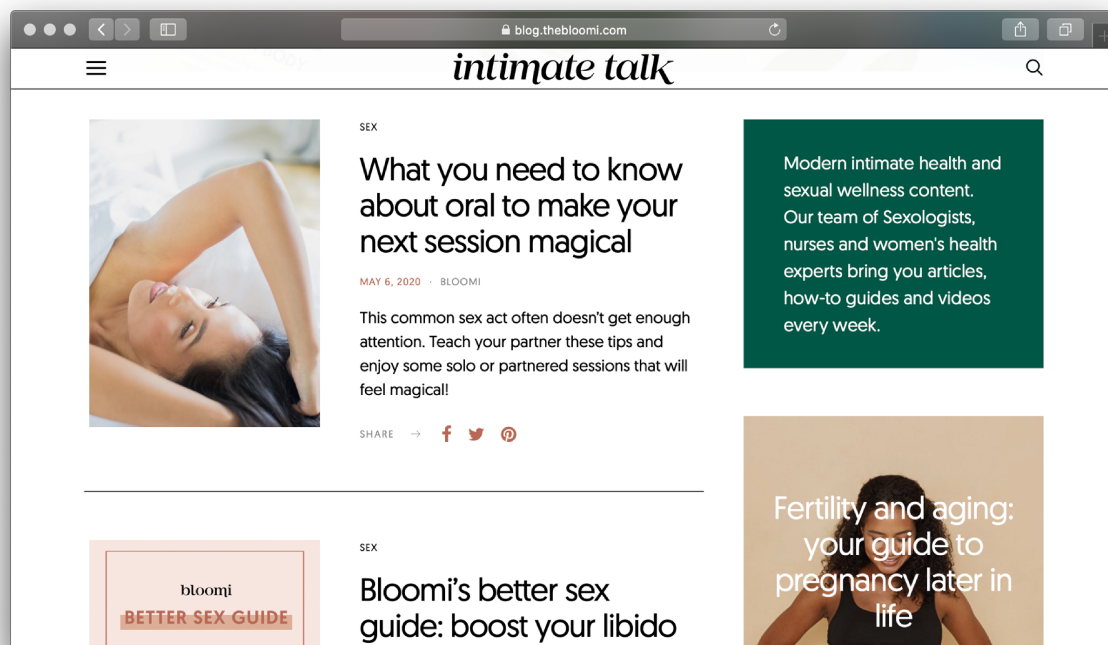 blog.thebloomi.com
intimate talk
SEX
What you need to know
about oral to make your
next session magical
MAY 6, 2020 · BLOOMI
This common sex act often doesn't get enough
attention. Teach your partner these tips and
enjoy some solo or partnered sessions that will
feel magical!
SHARE →
SEX
Bloomi's better sex
guide: boost your libido
bloomi
BETTER SEX GUIDE
Modern intimate health and
sexual wellness content.
Our team of Sexologists,
nurses and women's health
experts bring you articles,
how-to guides and videos
every week.
Fertility and aging:
your guide to
pregnancy later in
life